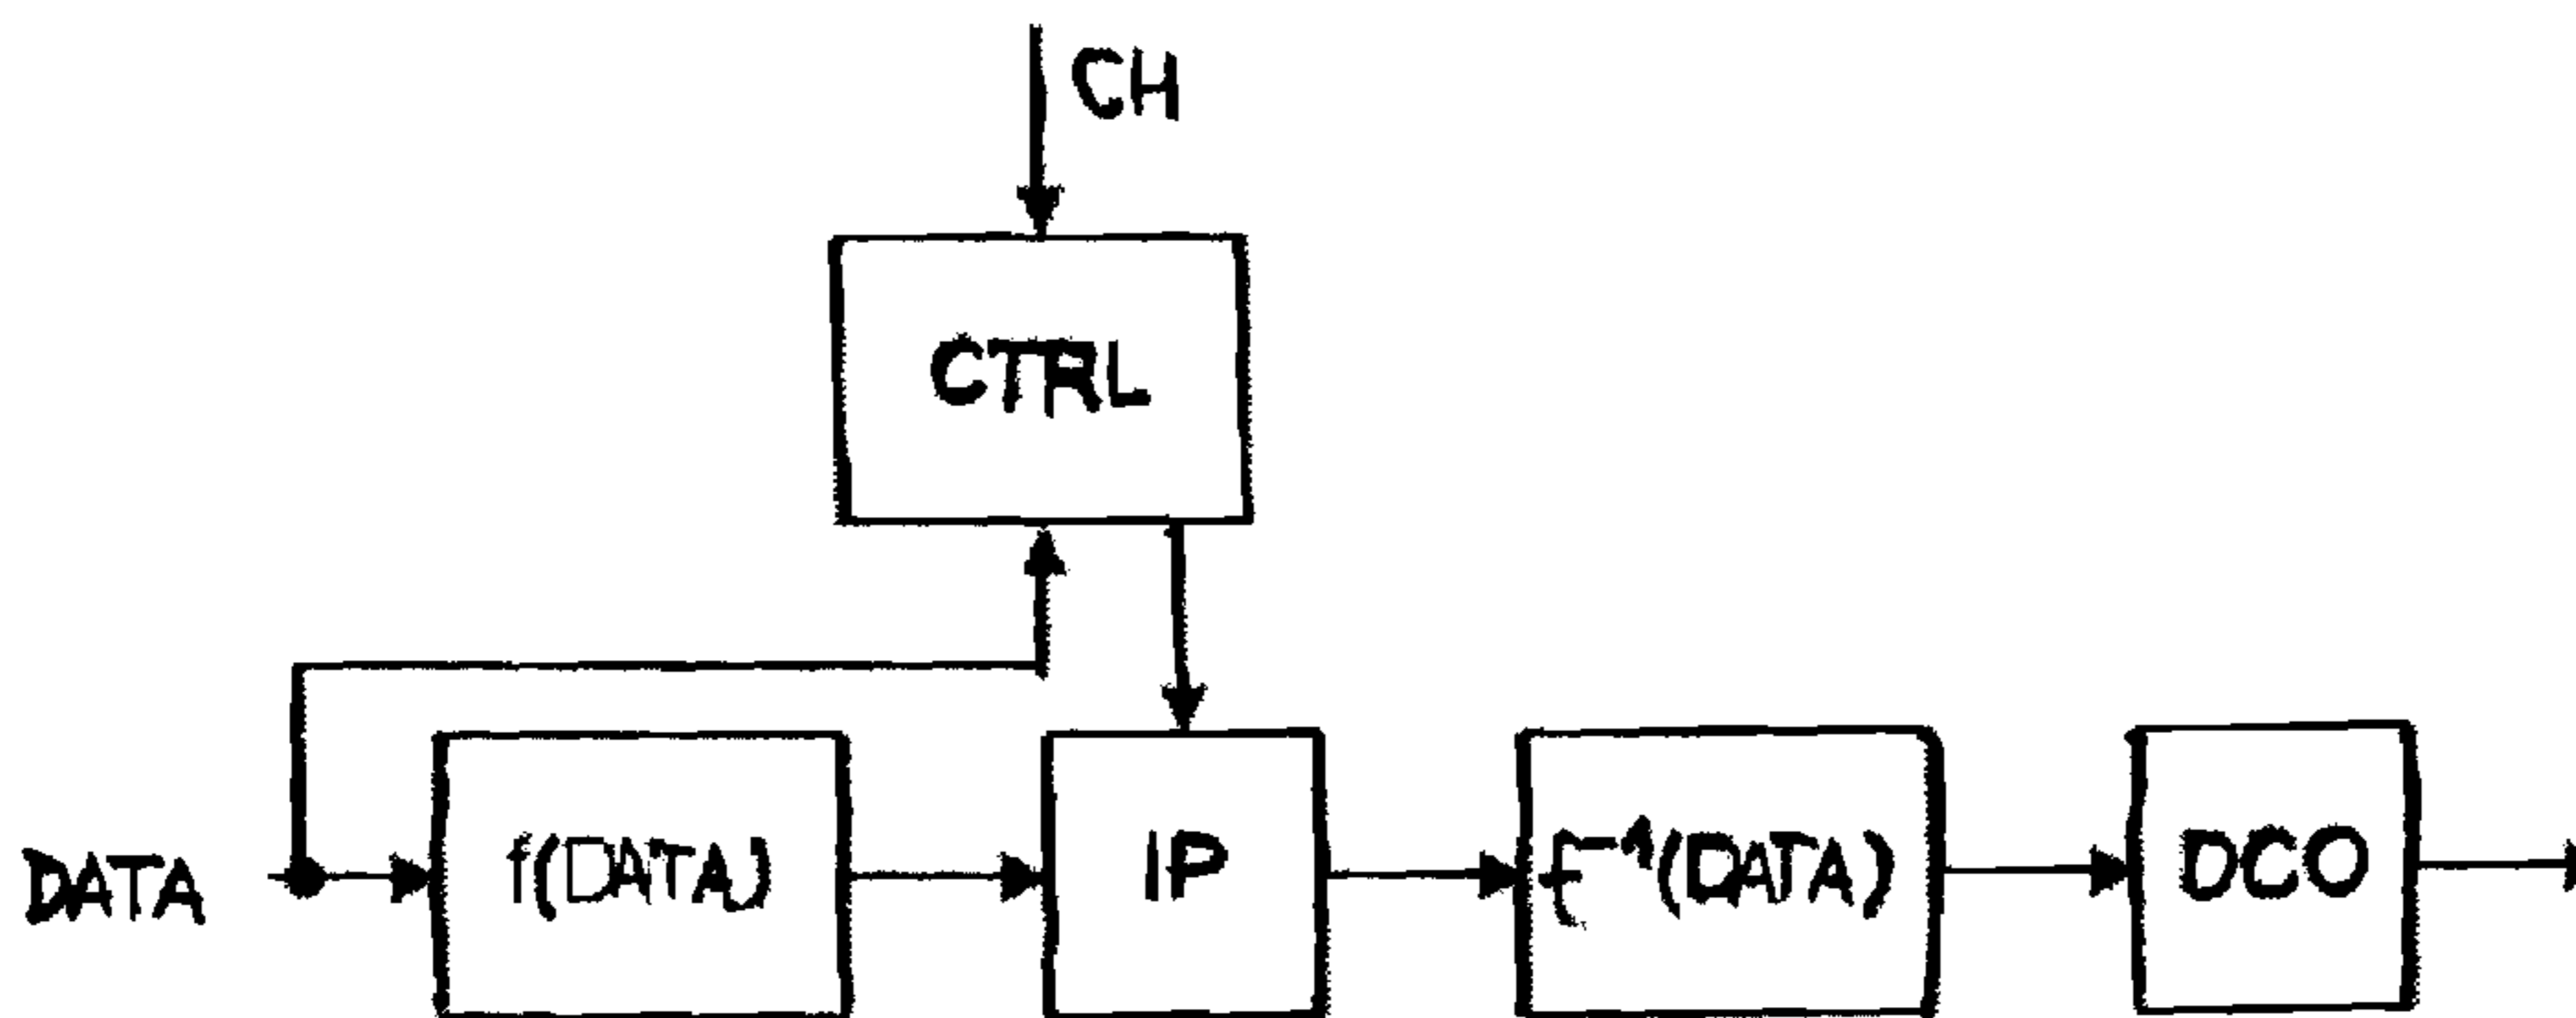 CH
CTRL
DATA
f(DATA)
IP
f⁻¹(DATA)
DCO